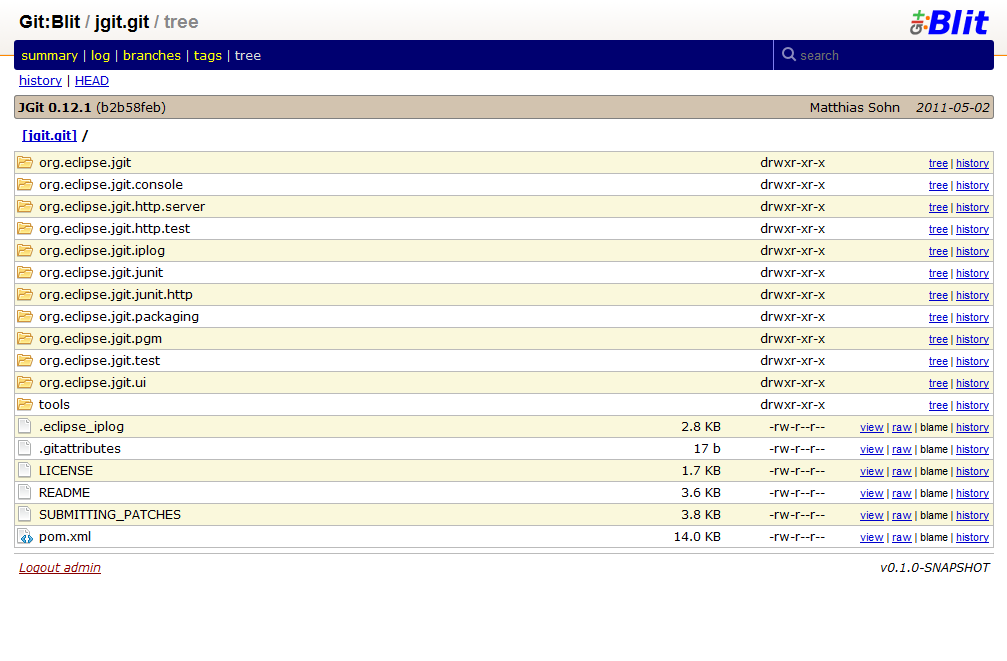 Git:Blit / jgit.git / tree
Git:Blit
summary | log | branches | tags | tree
search
history | HEAD
JGit 0.12.1 (b2b58feb) Matthias Sohn 2011-05-02
[jgit.git] /
org.eclipse.jgit drwxr-xr-x tree | history
org.eclipse.jgit.console drwxr-xr-x tree | history
org.eclipse.jgit.http.server drwxr-xr-x tree | history
org.eclipse.jgit.http.test drwxr-xr-x tree | history
org.eclipse.jgit.iplog drwxr-xr-x tree | history
org.eclipse.jgit.junit drwxr-xr-x tree | history
org.eclipse.jgit.junit.http drwxr-xr-x tree | history
org.eclipse.jgit.packaging drwxr-xr-x tree | history
org.eclipse.jgit.pgm drwxr-xr-x tree | history
org.eclipse.jgit.test drwxr-xr-x tree | history
org.eclipse.jgit.ui drwxr-xr-x tree | history
tools drwxr-xr-x tree | history
.eclipse_iplog 2.8 KB -rw-r--r-- view | raw | blame | history
.gitattributes 17 b -rw-r--r-- view | raw | blame | history
LICENSE 1.7 KB -rw-r--r-- view | raw | blame | history
README 3.6 KB -rw-r--r-- view | raw | blame | history
SUBMITTING_PATCHES 3.8 KB -rw-r--r-- view | raw | blame | history
pom.xml 14.0 KB -rw-r--r-- view | raw | blame | history
Logout admin v0.1.0-SNAPSHOT